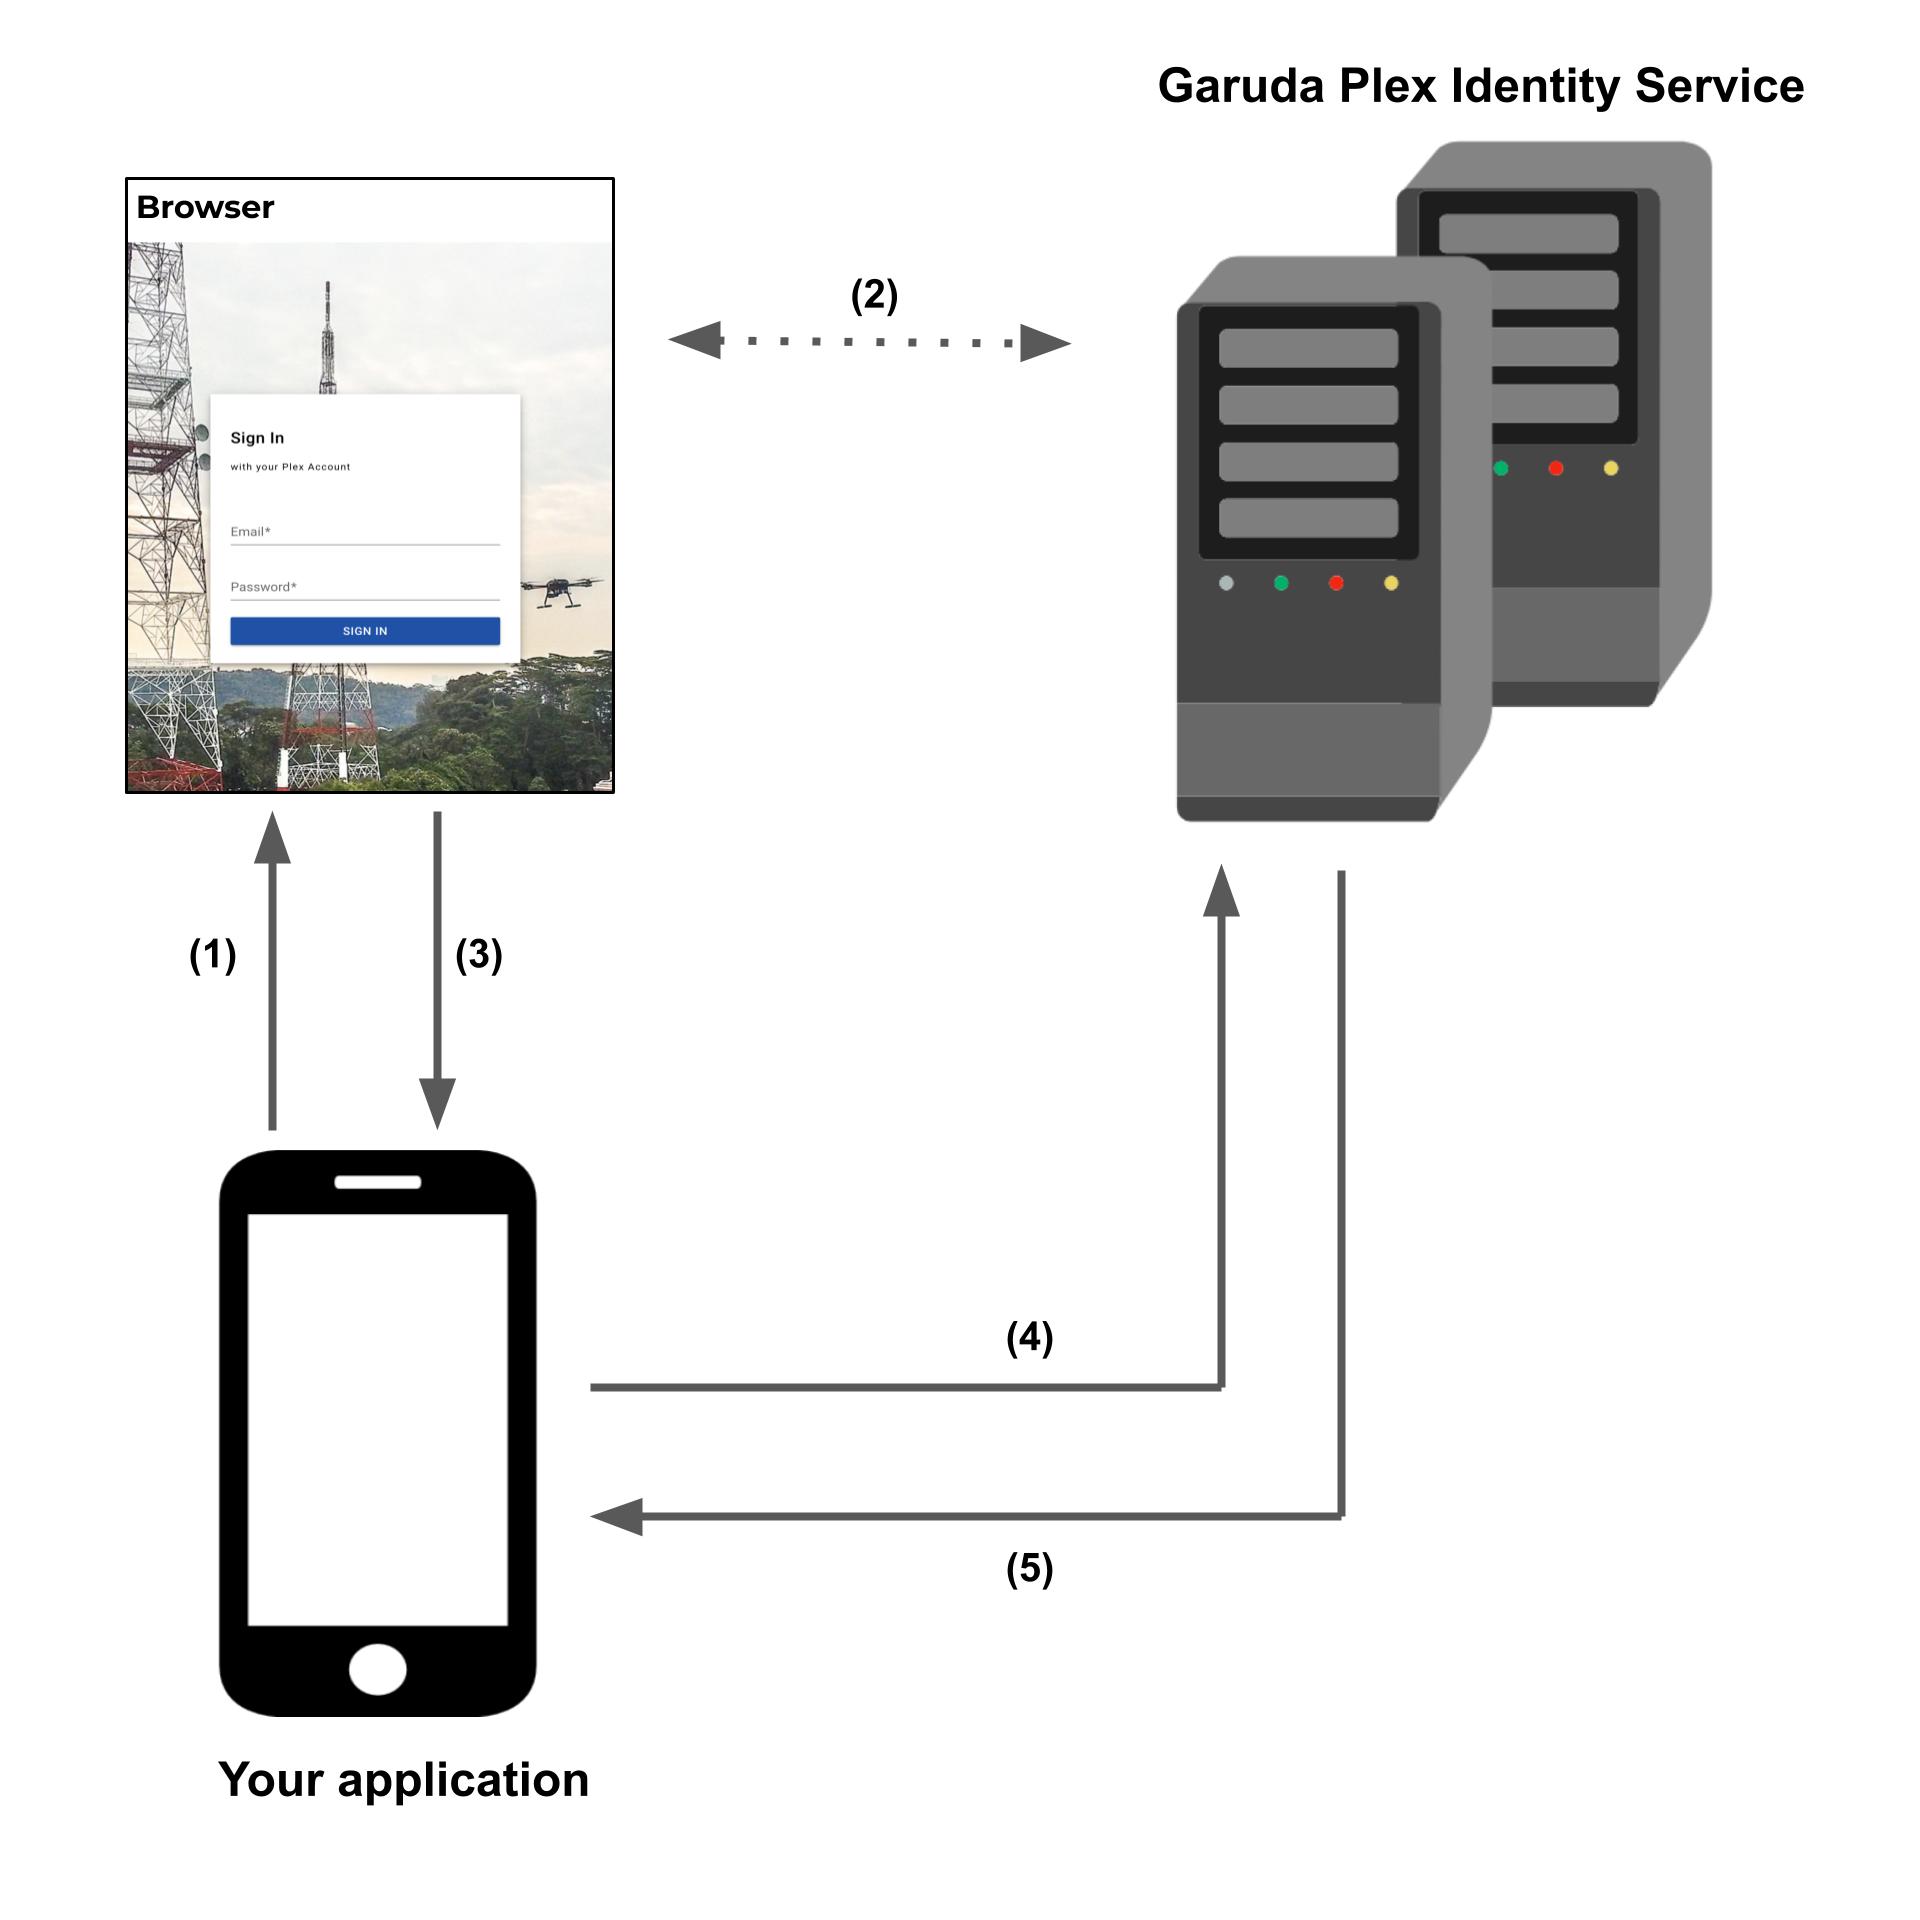 Garuda Plex Identity Service
Browser
(2)
Sign In
with your Plex Account
Email*
Password*
SIGN IN
(1)
(3)
(4)
(5)
Your application